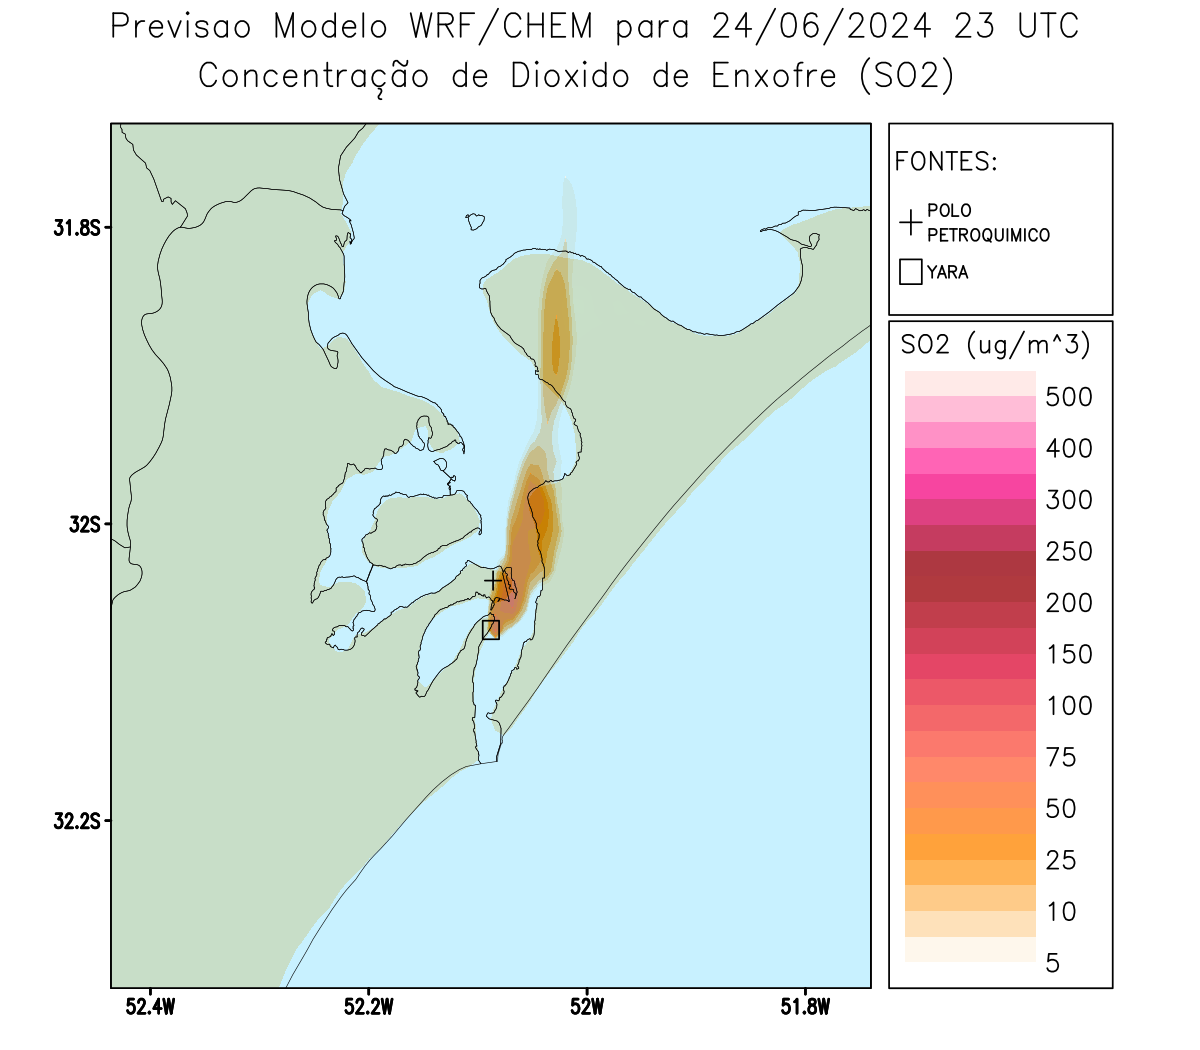 Previsao Modelo WRF/CHEM para 24/06/2024 23 UTC
Concentração de Dioxido de Enxofre (SO2)
FONTES:
POLO
PETROQUIMICO
YARA
SO2 (ug/m^3)
500
400
300
250
200
150
100
75
50
25
10
5
31.8S
32S
32.2S
52.4W
52.2W
52W
51.8W